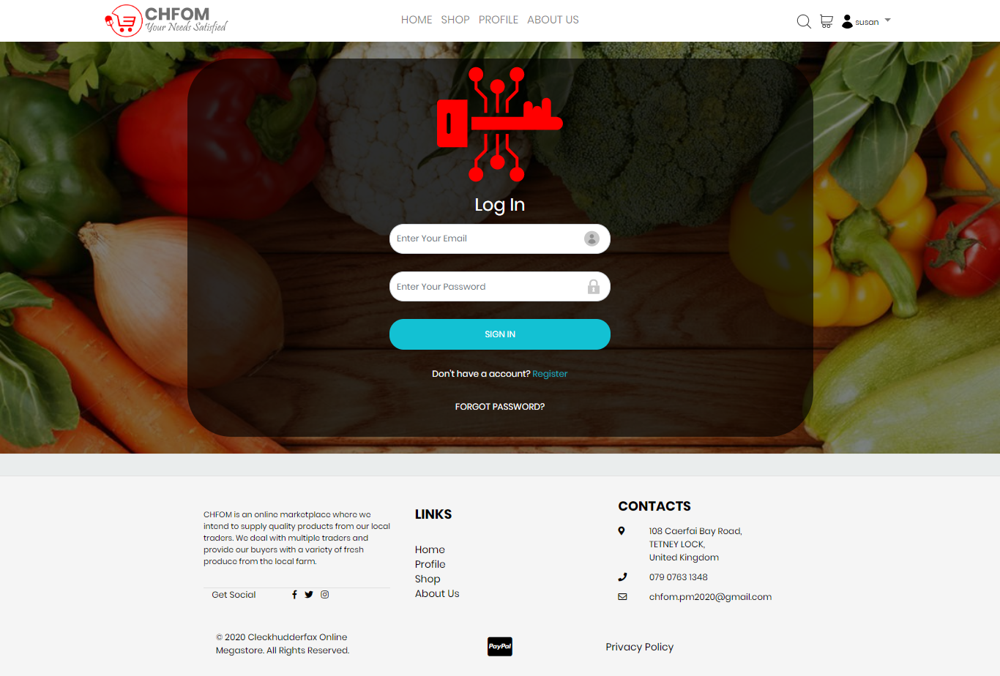 CHFOM
Your Needs Satisfied
HOME SHOP PROFILE ABOUT US
susan
Log In
Enter Your Email
Enter Your Password
SIGN IN
Don't have a account? Register
FORGOT PASSWORD?
CHFOM is an online marketplace where we
intend to supply quality products from our local
traders. We deal with multiple traders and
provide our buyers with a variety of fresh
produce from the local farm.
Get Social
LINKS
Home
Profile
Shop
About Us
CONTACTS
108 Caerfai Bay Road,
TETNEY LOCK,
United Kingdom
079 0763 1348
chfom.pm2020@gmail.com
© 2020 Cleckhudderfax Online
Megastore. All Rights Reserved.
PayPal
Privacy Policy